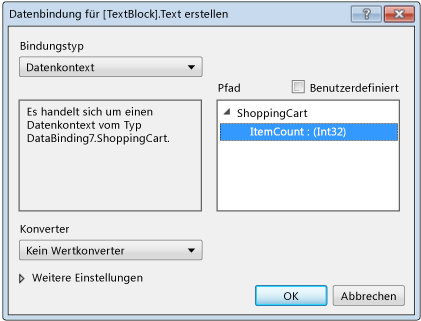 Datenbindung für [TextBlock].Text erstellen
Bindungstyp
Datenkontext
Pfad
Benutzerdefiniert
Es handelt sich um einen
Datenkontext vom Typ
DataBinding7.ShoppingCart.
ShoppingCart
ItemCount : (Int32)
Konverter
Kein Wertkonverter
Weitere Einstellungen
OK
Abbrechen